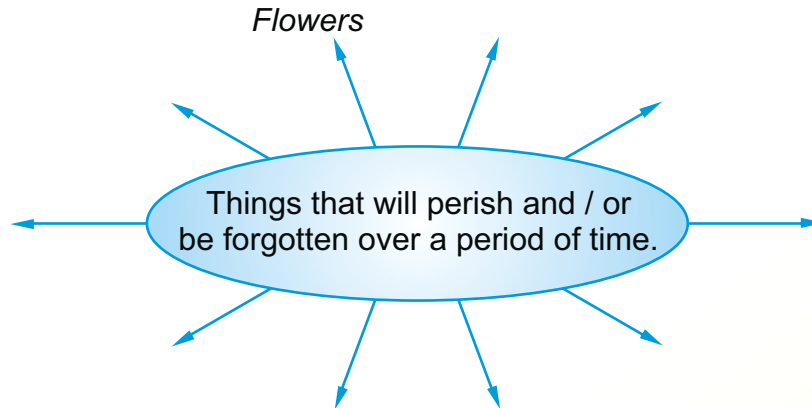 Flowers
Things that will perish and / or
be forgotten over a period of time.